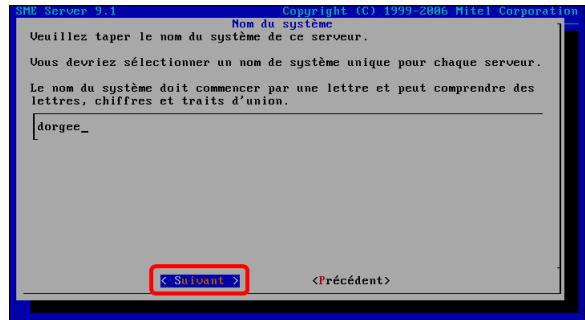 SME Server 9.1 Copyright (C) 1999-2006 Mitel Corporation
Nom du système
Veuillez taper le nom du système de ce serveur.
Vous devriez sélectionner un nom de système unique pour chaque serveur.
Le nom du système doit commencer par une lettre et peut comprendre des
lettres, chiffres et traits d'union.
dorgee_
< Suivant > <Précédent>